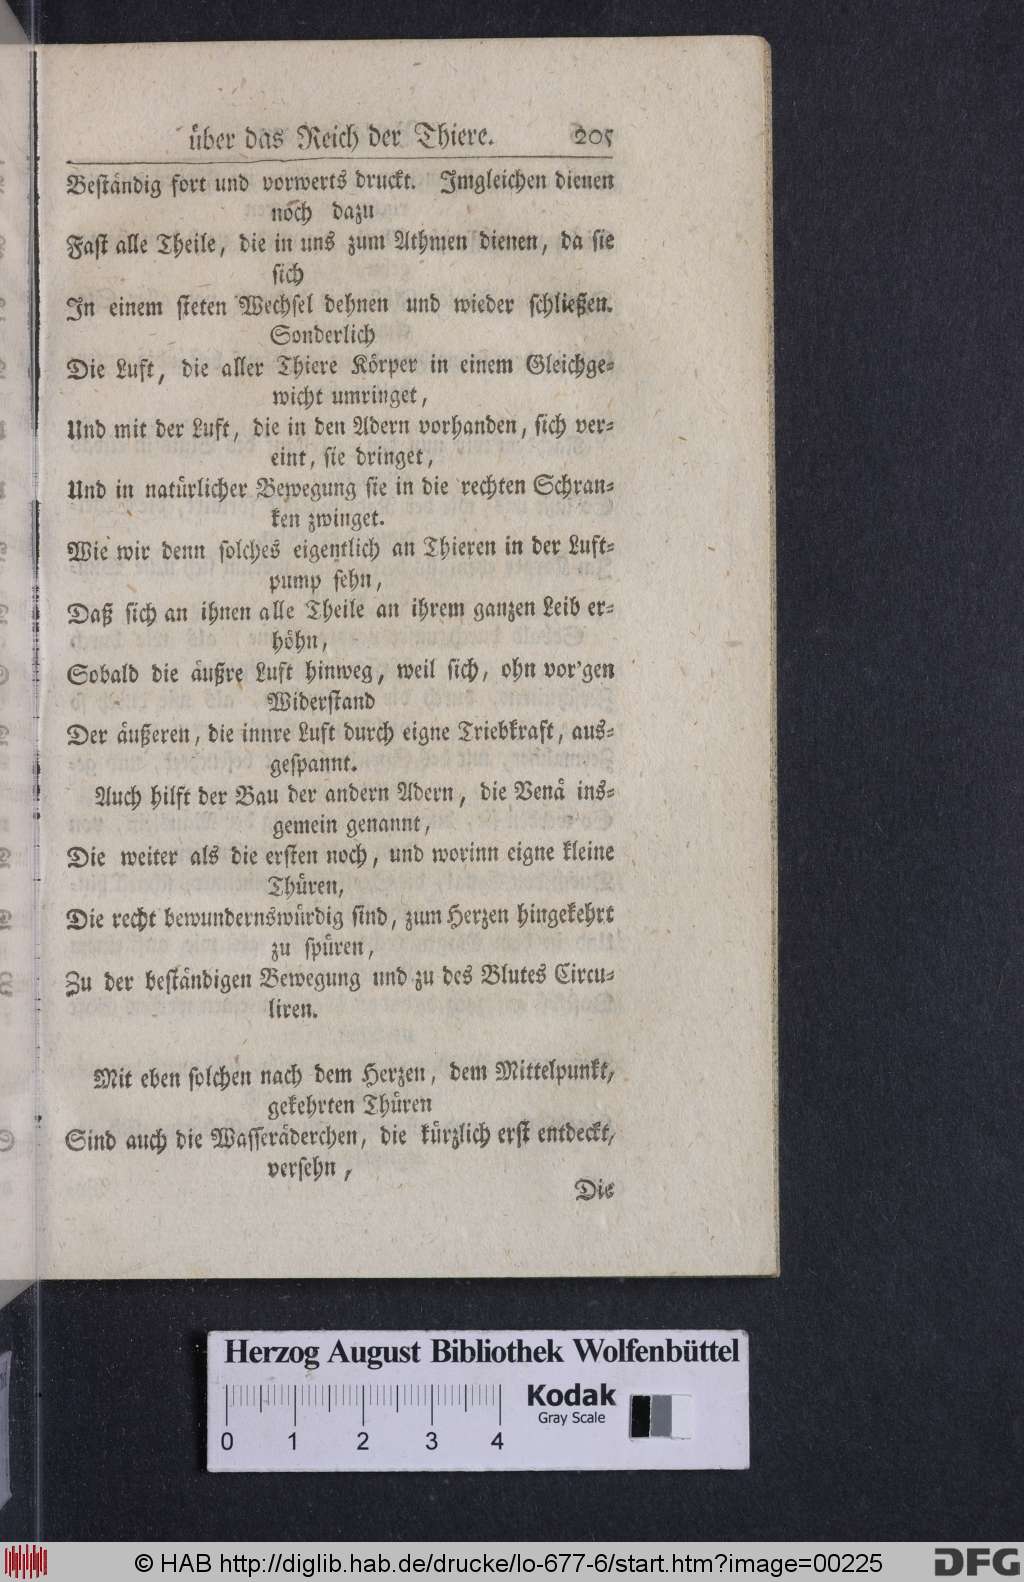 über das Reich der Thiere. 205
Beständig fort und vorwerts druckt. Imgleichen dienen
noch dazu
Fast alle Theile, die in uns zum Athmen dienen, da sie
sich
In einem steten Wechsel dehnen und wieder schließen.
Sonderlich
Die Luft, die aller Thiere Körper in einem Gleichge-
wicht umringet,
Und mit der Luft, die in den Adern vorhanden, sich ver-
eint, sie dringet,
Und in natürlicher Bewegung sie in die rechten Schran-
ken zwinget.
Wie wir denn solches eigentlich an Thieren in der Luft-
pump sehn,
Daß sich an ihnen alle Theile an ihrem ganzen Leib er-
höhn,
Sobald die äußre Luft hinweg, weil sich, ohn vor'gen
Widerstand
Der äußeren, die innre Luft durch eigne Triebkraft, aus-
gespannt.
Auch hilft der Bau der andern Adern, die Venä ins-
gemein genannt,
Die weiter als die ersten noch, und worinn eigne kleine
Thüren,
Die recht bewundernswürdig sind, zum Herzen hingekehrt
zu spüren,
Zu der beständigen Bewegung und zu des Blutes Circu-
liren.
Mit eben solchen nach dem Herzen, dem Mittelpunkt,
gekehrten Thüren
Sind auch die Wasseräderchen, die kürzlich erst entdeckt,
versehn,
Die
Herzog August Bibliothek Wolfenbüttel
Kodak
Gray Scale
0 1 2 3 4
© HAB http://diglib.hab.de/drucke/lo-677-6/start.htm?image=00225
DFG